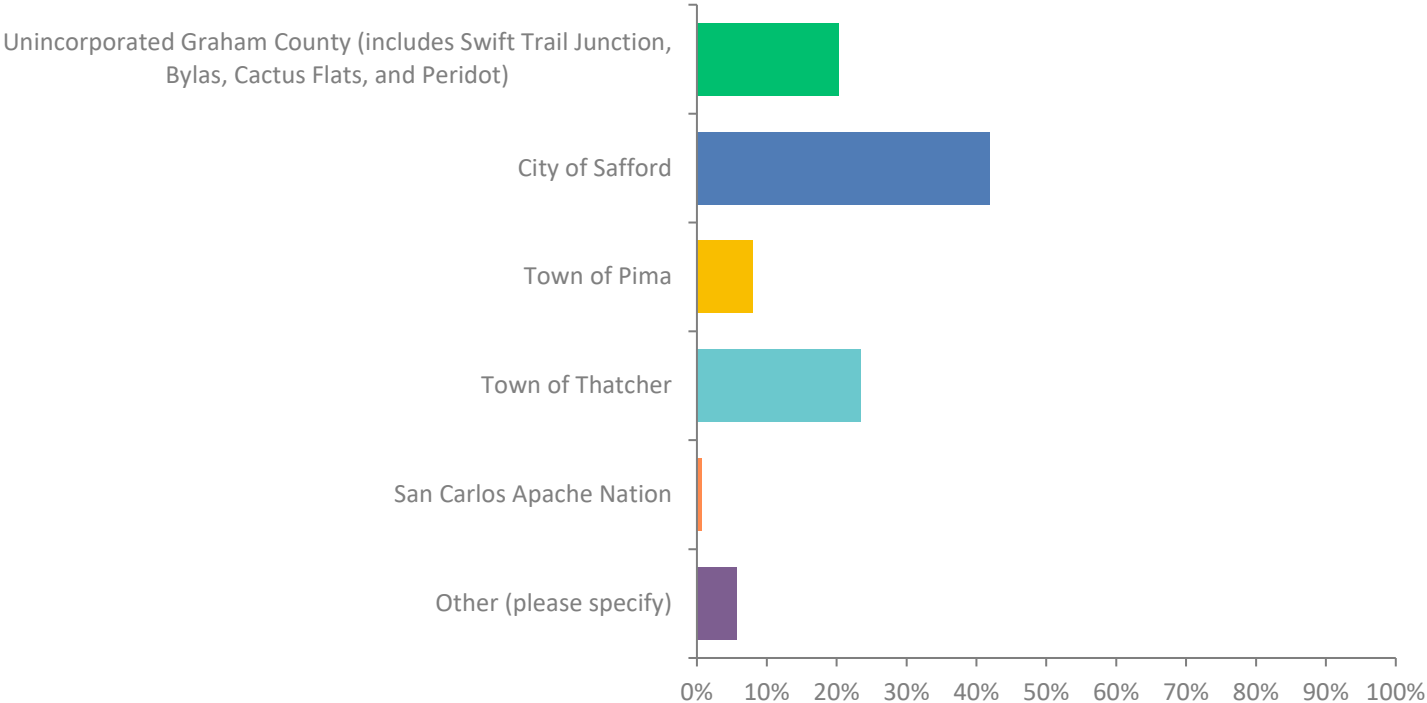 Unincorporated Graham County (includes Swift Trail Junction,
Bylas, Cactus Flats, and Peridot)
City of Safford
Town of Pima
Town of Thatcher
San Carlos Apache Nation
Other (please specify)
0% 10% 20% 30% 40% 50% 60% 70% 80% 90% 100%